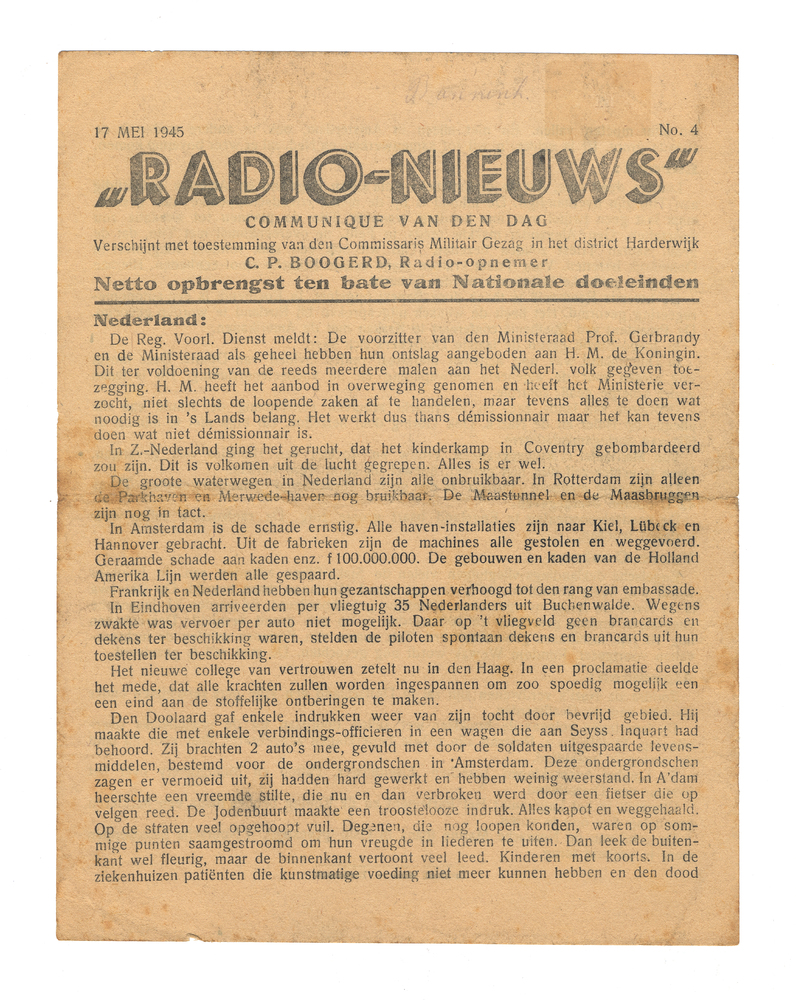 17 MEI 1945 No. 4
„RADIO-NIEUWS”
COMMUNIQUE VAN DEN DAG
Verschijnt met toestemming van den Commissaris Militair Gezag in het district Harderwijk
C. P. BOOGERD, Radio-opnemer
Netto opbrengst ten bate van Nationale doeleinden
Nederland:
De Reg. Voorl. Dienst meldt: De voorzitter van den Ministeraad Prof. Gerbrandy
en de Ministeraad als geheel hebben hun ontslag aangeboden aan H. M. de Koningin.
Dit ter voldoening van de reeds meerdere malen aan het Nederl. volk gegeven toe-
zegging. H. M. heeft het aanbod in overweging genomen en heeft het Ministerie ver-
zocht, niet slechts de loopende zaken af te handelen, maar tevens alles te doen wat
noodig is in 's Lands belang. Het werkt dus thans démissionnair maar het kan tevens
doen wat niet démissionnair is.
In Z.-Nederland ging het gerucht, dat het kinderkamp in Coventry gebombardeerd
zou zijn. Dit is volkomen uit de lucht gegrepen. Alles is er wel.
De groote waterwegen in Nederland zijn alle onbruikbaar. In Rotterdam zijn alleen
de Parkhaven en Merwede-haven nog bruikbaar. De Maastunnel en de Maasbruggen
zijn nog in tact.
In Amsterdam is de schade ernstig. Alle haven-installaties zijn naar Kiel, Lübeck en
Hannover gebracht. Uit de fabrieken zijn de machines alle gestolen en weggevoerd.
Geraamde schade aan kaden enz. f 100.000.000. De gebouwen en kaden van de Holland
Amerika Lijn werden alle gespaard.
Frankrijk en Nederland hebben hun gezantschappen verhoogd tot den rang van embassade.
In Eindhoven arriveerden per vliegtuig 35 Nederlanders uit Buchenwalde. Wegens
zwakte was vervoer per auto niet mogelijk. Daar op 't vliegveld geen brancards en
dekens ter beschikking waren, stelden de piloten spontaan dekens en brancards uit hun
toestellen ter beschikking.
Het nieuwe college van vertrouwen zetelt nu in den Haag. In een proclamatie deelde
het mede, dat alle krachten zullen worden ingespannen om zoo spoedig mogelijk een
een eind aan de stoffelijke ontberingen te maken.
Den Doolaard gaf enkele indrukken weer van zijn tocht door bevrijd gebied. Hij
maakte die met enkele verbindings-officieren in een wagen die aan Seyss. Inquart had
behoord. Zij brachten 2 auto's mee, gevuld met door de soldaten uitgespaarde levens-
middelen, bestemd voor de ondergrondschen in 'Amsterdam. Deze ondergrondschen
zagen er vermoeid uit, zij hadden hard gewerkt en hebben weinig weerstand. In A'dam
heerschte een vreemde stilte, die nu en dan verbroken werd door een fietser die op
velgen reed. De Jodenbuurt maakte een troostelooze indruk. Alles kapot en weggehaald.
Op de straten veel opgehoopt vuil. Degenen, die nog loopen konden, waren op som-
mige punten saamgestroomd om hun vreugde in liederen te uiten. Dan leek de buiten-
kant wel fleurig, maar de binnenkant vertoont veel leed. Kinderen met koorts. In de
ziekenhuizen patiënten die kunstmatige voeding niet meer kunnen hebben en den dood